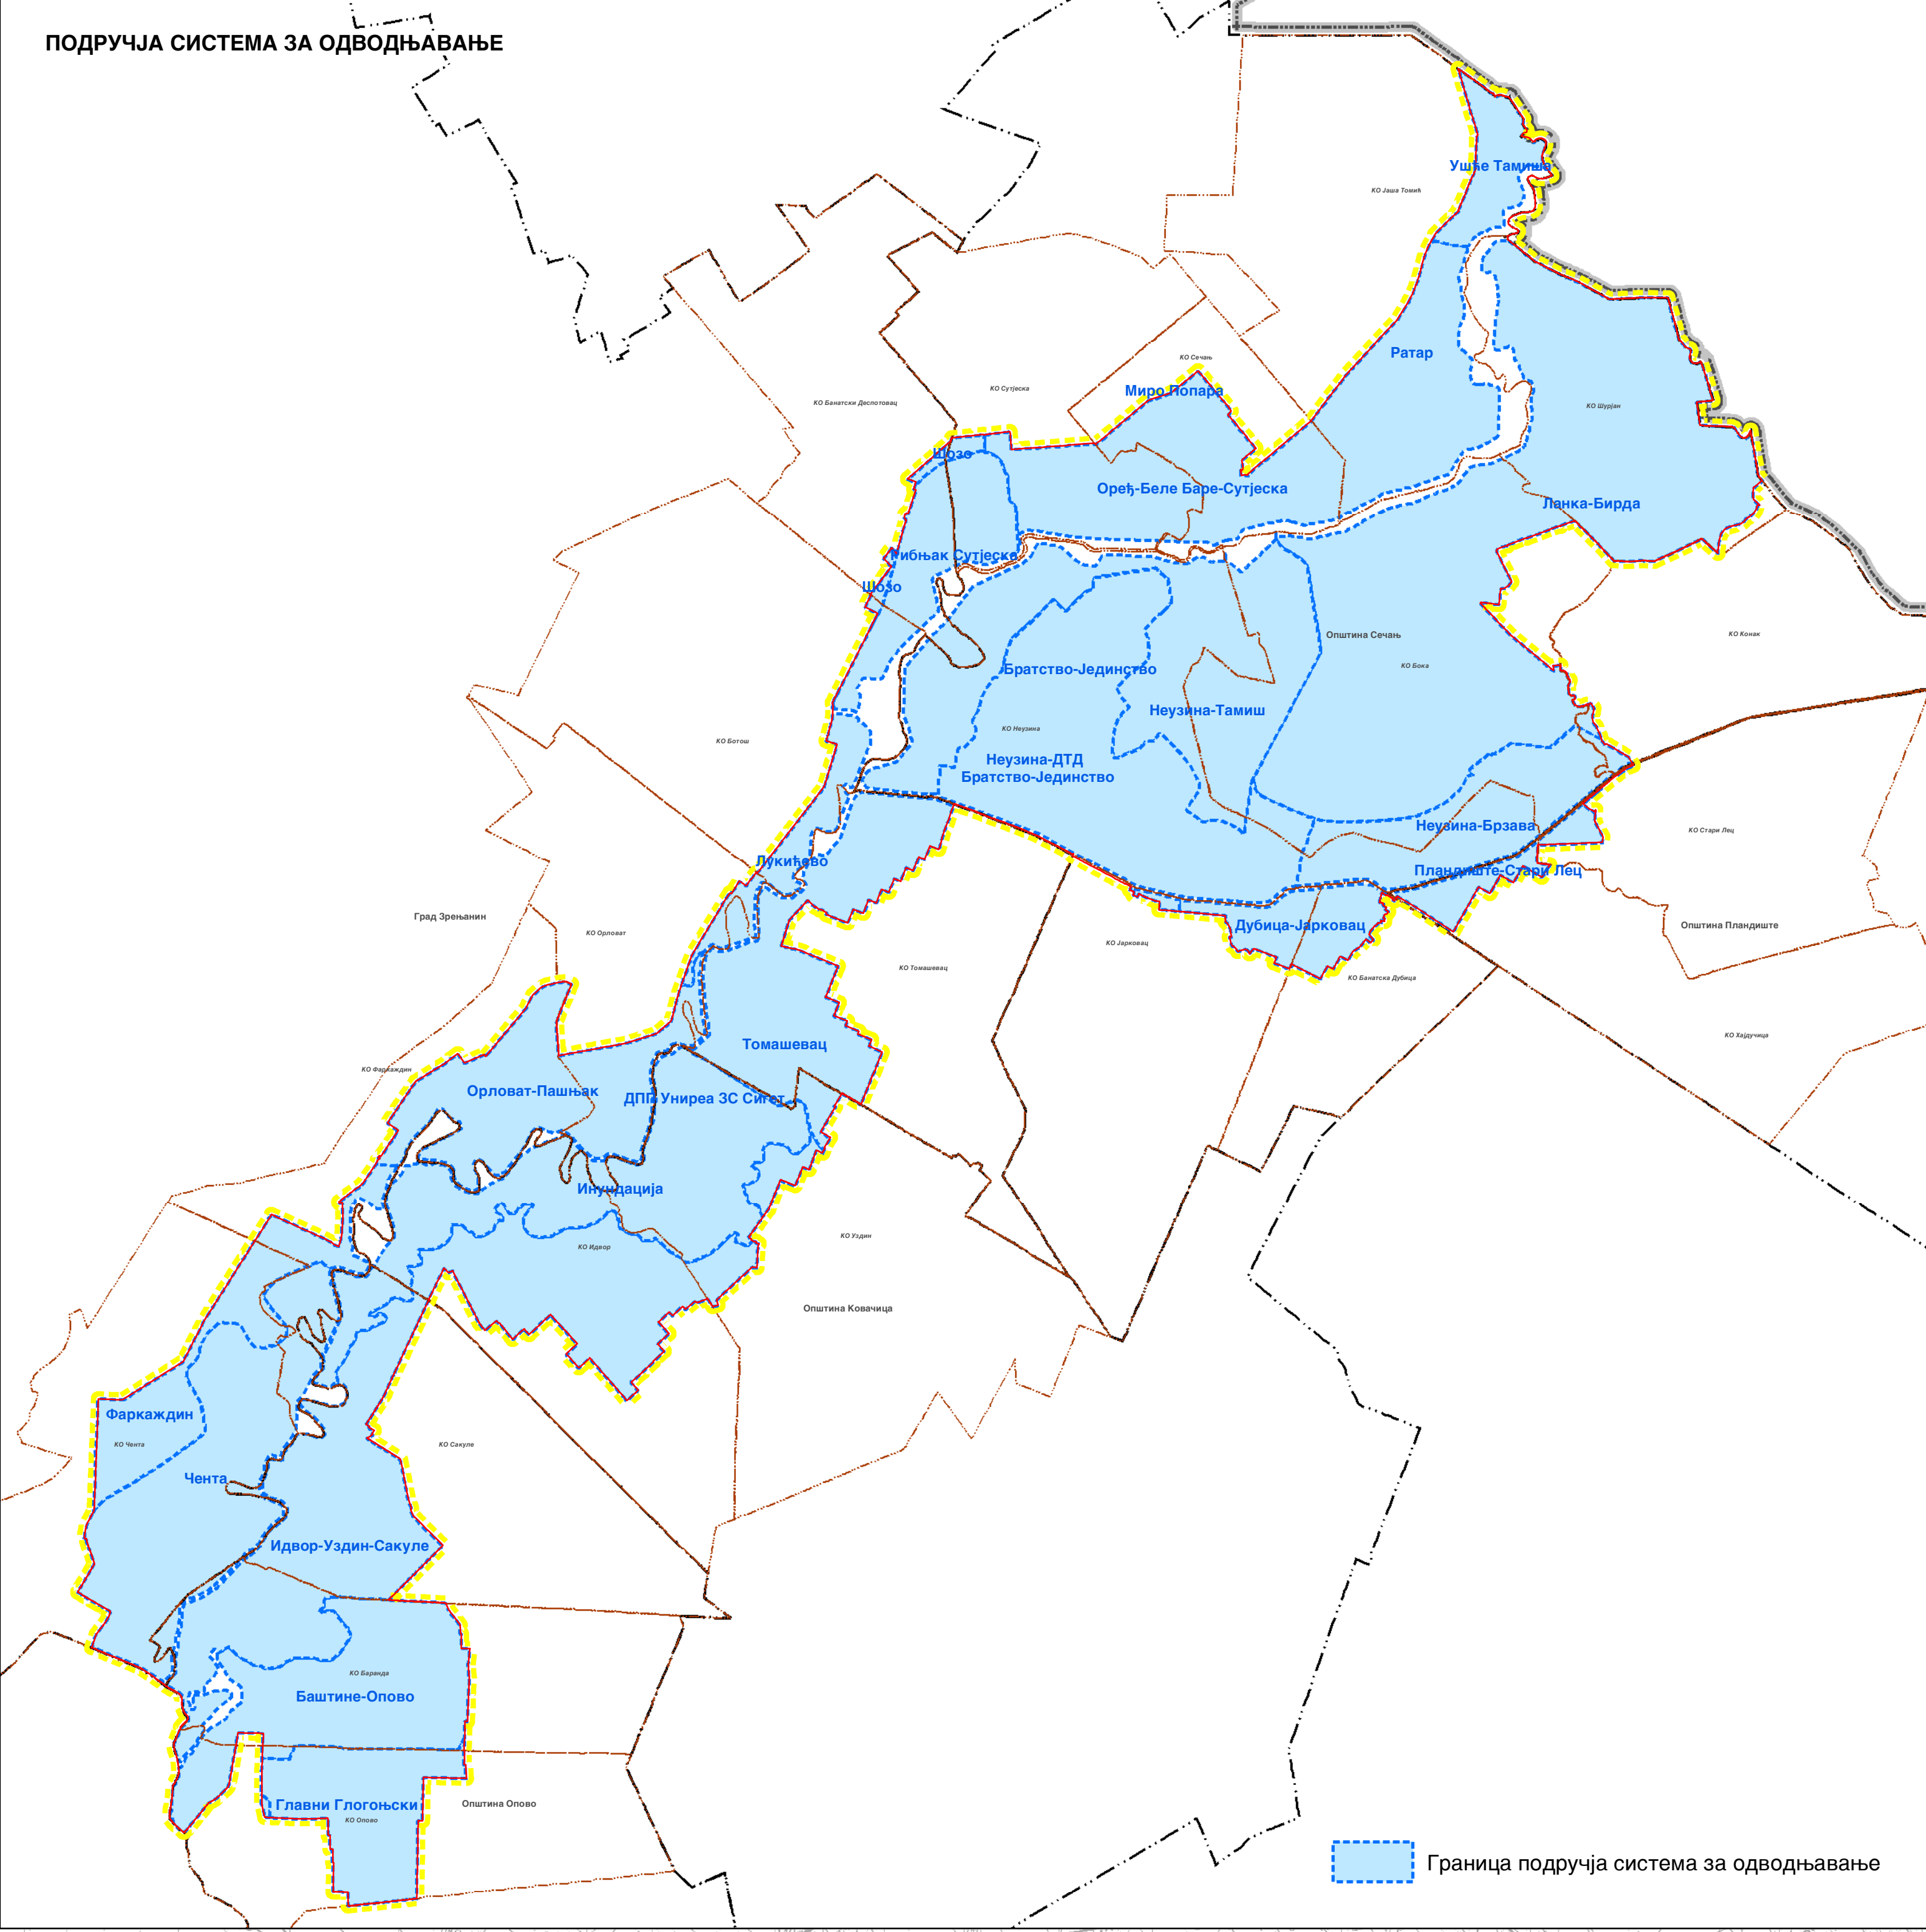 ПОДРУЧЈА СИСТЕМА ЗА ОДВОДЊАВАЊЕ
Ушће Тамиша
КО Јаша Томић
Ратар
КО Сечањ
КО Сутјеска
Миро Попара
КО Банатски Деспотовац
КО Шурјан
Шозо
Оређ-Беле Баре-Сутјеска
Ланка-Бирда
Рибњак Сутјеска
Шозо
Општина Сечањ
КО Конак
КО Бока
Братство-Јединство
Неузина-Тамиш
КО Неузина
КО Ботош
Неузина-ДТД
Братство-Јединство
Неузина-Брзава
КО Стари Лец
Лукићево
Пландиште-Стари Лец
Град Зрењанин
Дубица-Јарковац
Општина Пландиште
КО Орловат
КО Јарковац
КО Томашевац
КО Банатска Дубица
КО Хајдучица
Томашевац
КО Фаркаждин
Орловат-Пашњак
ДПП Униреа ЗС Сигет
Инундација
КО Уздин
КО Идвор
Општина Ковачица
Фаркаждин
КО Чента
КО Сакуле
Чента
Идвор-Уздин-Сакуле
КО Баранда
Баштине-Опово
Главни Глогоњски
Општина Опово
КО Опово
Граница подручја система за одводњавање